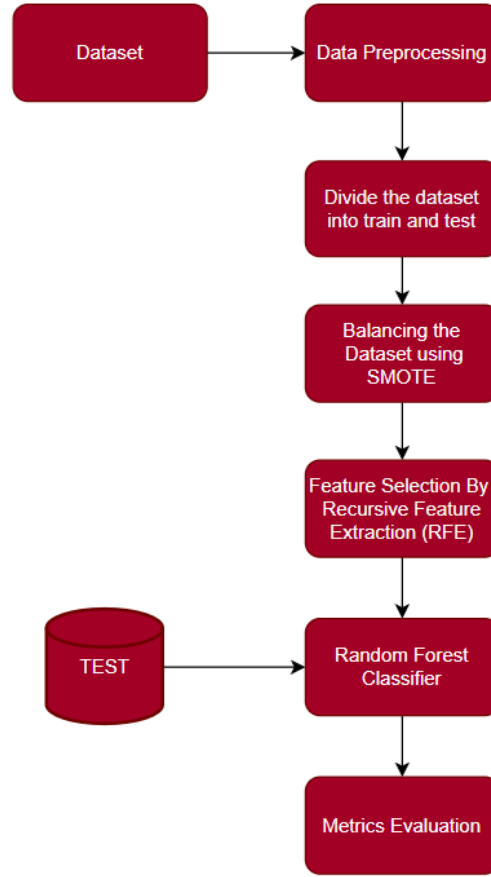 Dataset
Data Preprocessing
Divide the dataset
into train and test
Balancing the
Dataset using
SMOTE
Feature Selection By
Recursive Feature
Extraction (RFE)
TEST
Random Forest
Classifier
Metrics Evaluation